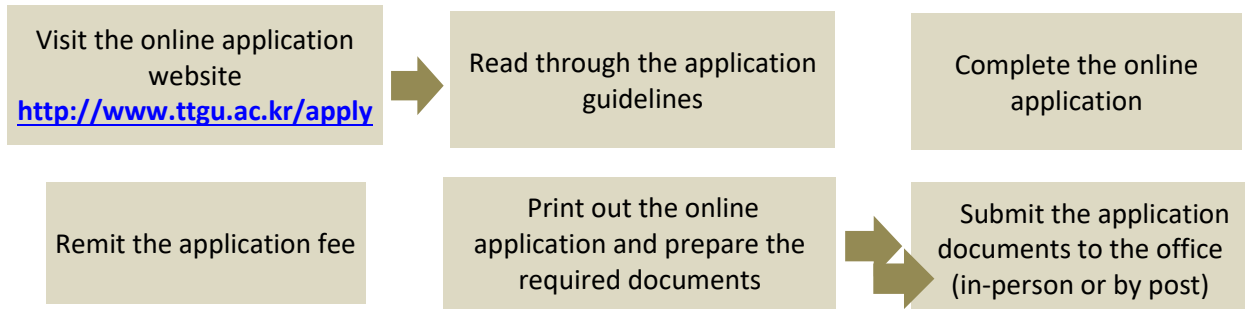 Visit the online application
website
http://www.ttgu.ac.kr/apply
Read through the application
guidelines
Complete the online
application
Remit the application fee
Print out the online
application and prepare the
required documents
Submit the application
documents to the office
(in-person or by post)